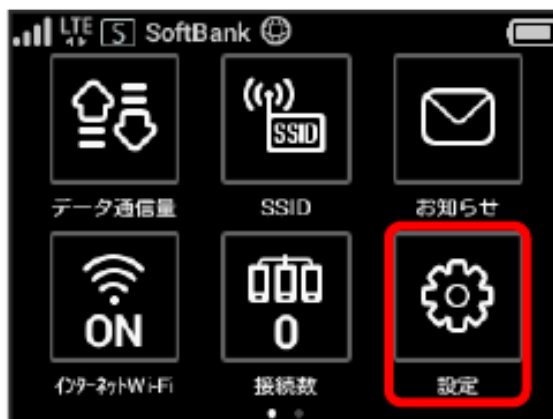 LTE S SoftBank
SSID
データ通信量 SSID お知らせ
ON 0
インターネットWi-Fi 接続数 設定